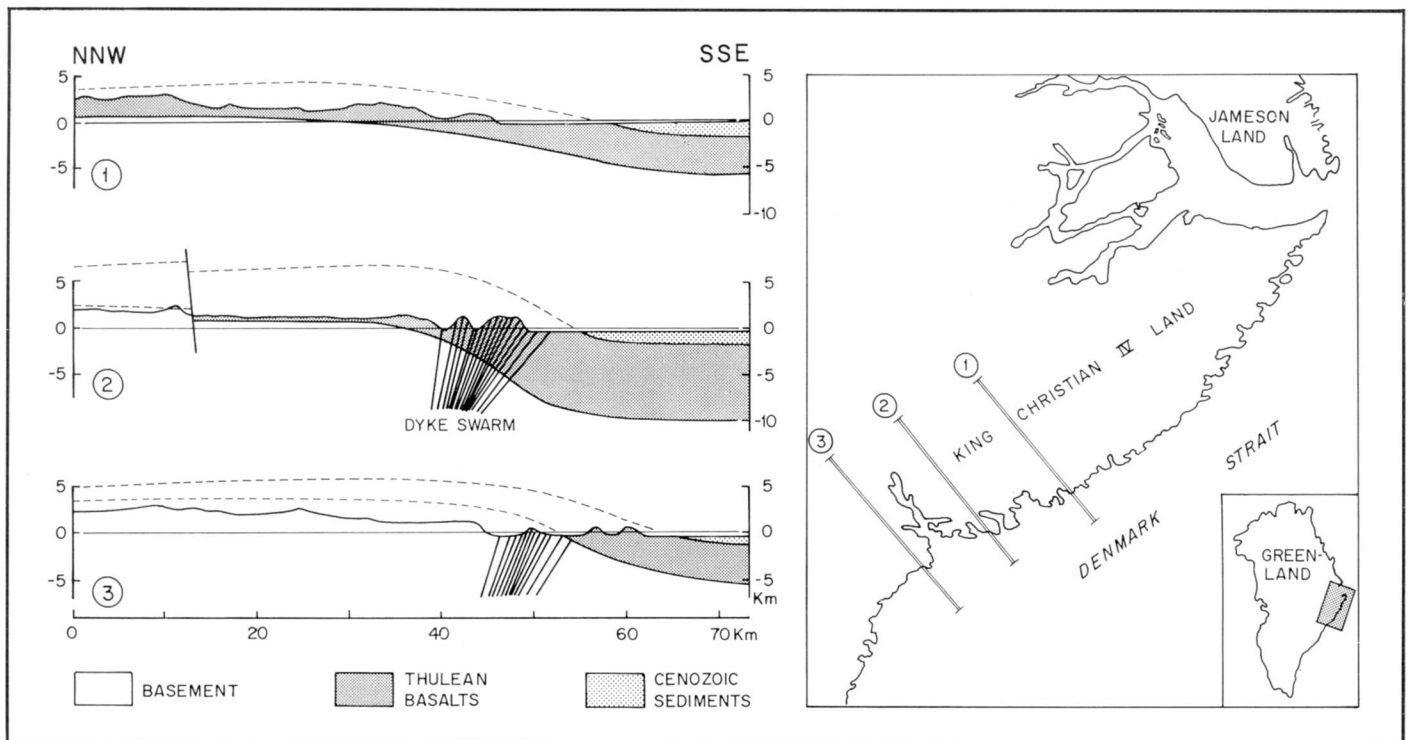 NNW
SSE
5
0
-5
5
0
-5
-10
1
5
0
-5
5
0
-5
-10
2
DYKE SWARM
5
0
-5
5
0
-5
Km
3
0
20
40
60
70 Km
BASEMENT
THULEAN
BASALTS
CENOZOIC
SEDIMENTS
JAMESON
LAND
KING CHRISTIAN IV LAND
1
2
3
DENMARK STRAIT
GREEN-
LAND